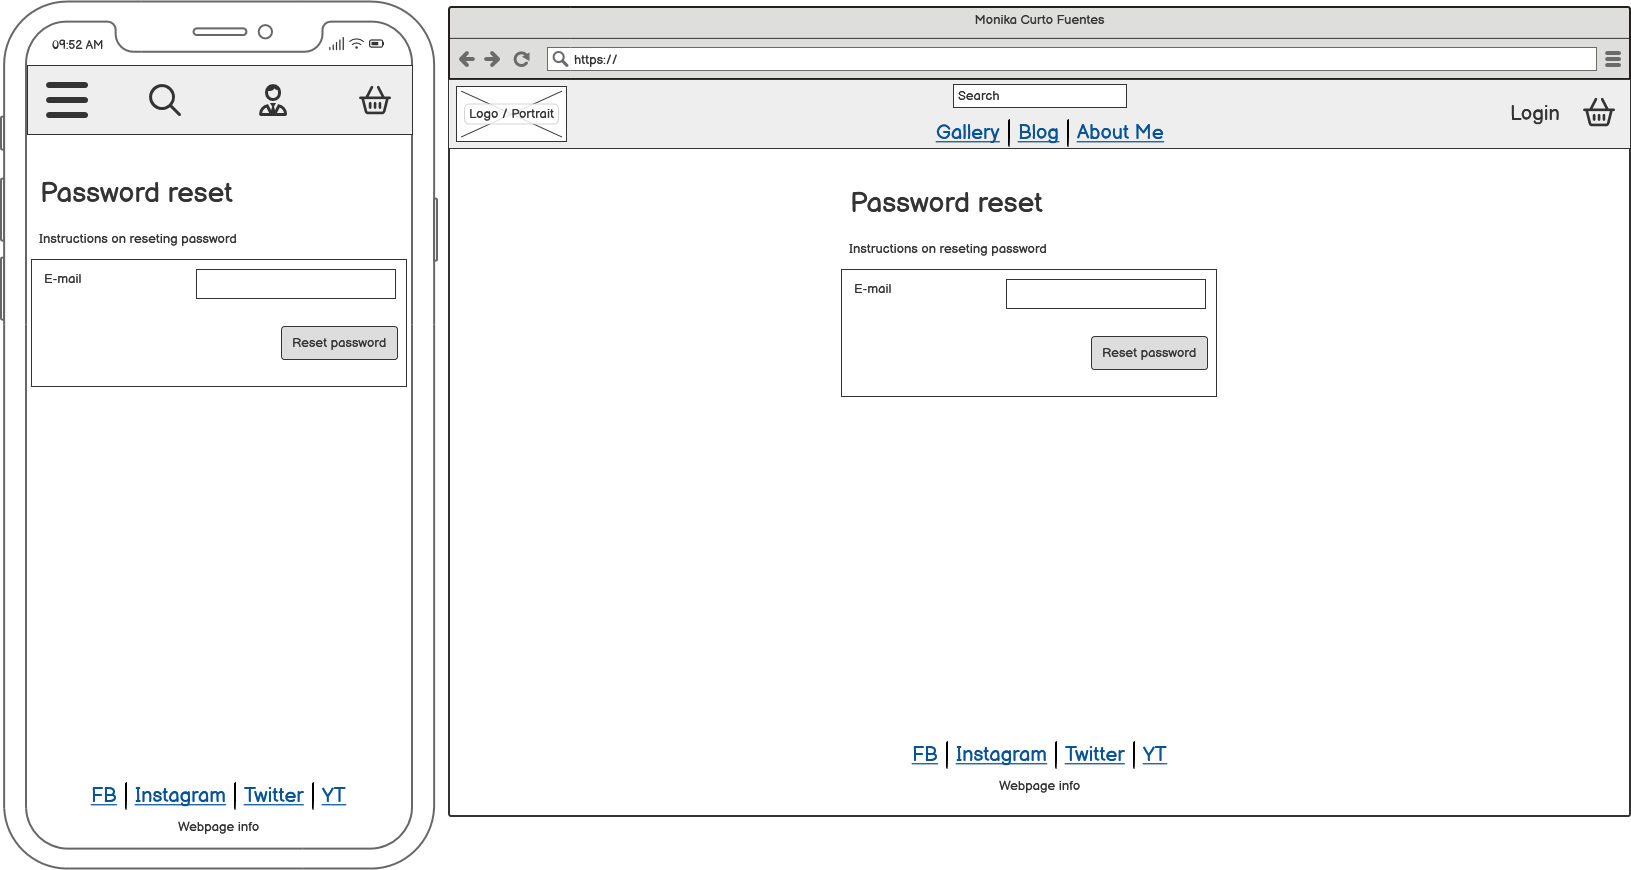 09:52 AM
Password reset
Instructions on reseting password
E-mail
Reset password
FB Instagram Twitter YT
Webpage info
Monika Curto Fuentes
https://
Logo / Portrait
Search
Gallery Blog About Me
Login
Password reset
Instructions on reseting password
E-mail
Reset password
FB Instagram Twitter YT
Webpage info